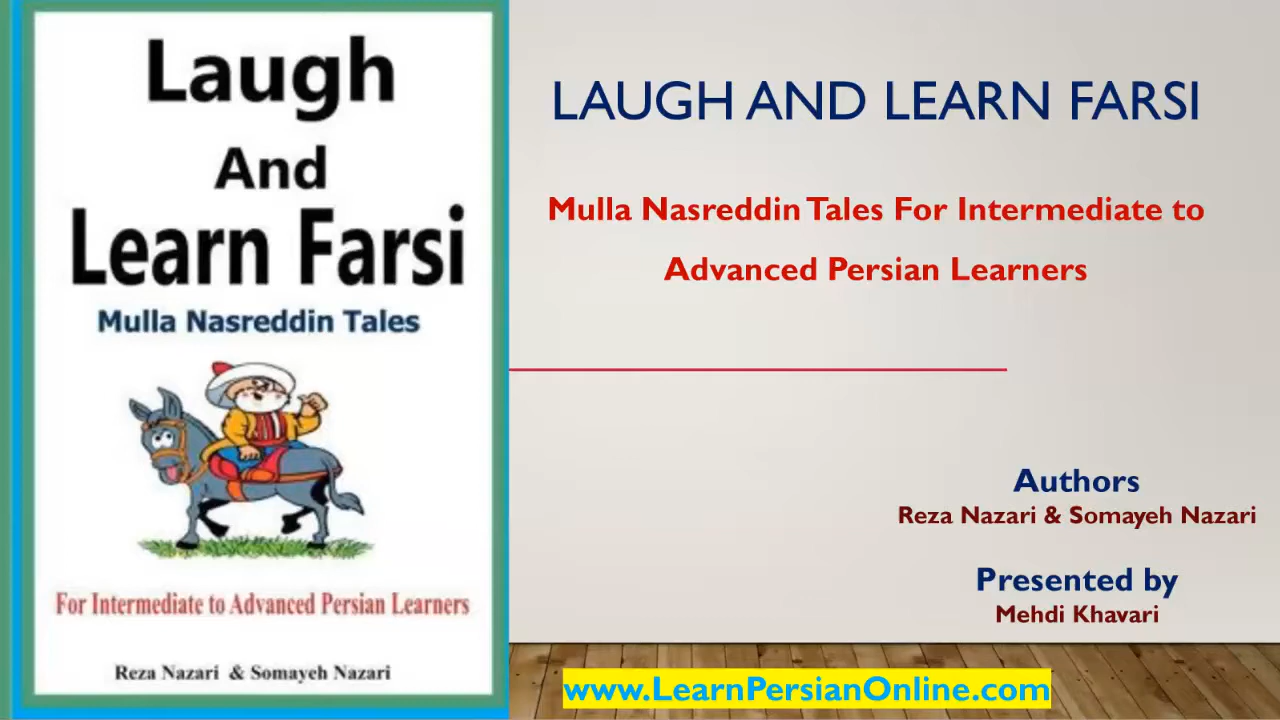 Laugh
And
Learn Farsi
Mulla Nasreddin Tales
For Intermediate to Advanced Persian Learners
Reza Nazari & Somayeh Nazari
LAUGH AND LEARN FARSI
Mulla Nasreddin Tales For Intermediate to
Advanced Persian Learners
Authors
Reza Nazari & Somayeh Nazari
Presented by
Mehdi Khavari
www.LearnPersianOnline.com